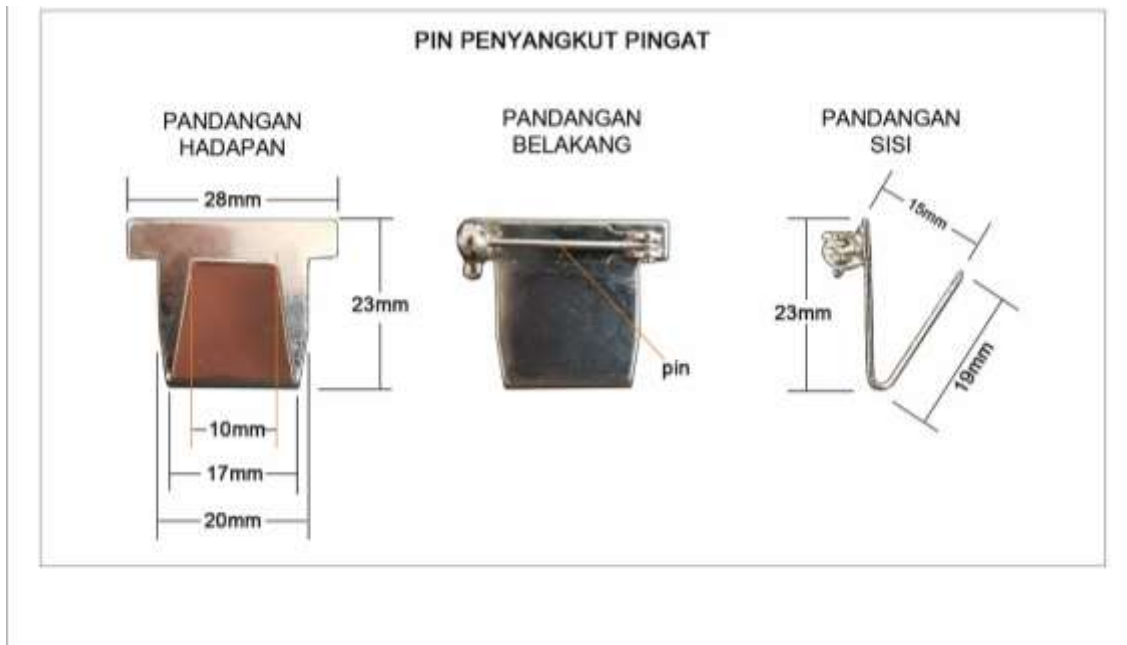 PIN PENYANGKUT PINGAT
PANDANGAN
HADAPAN
28mm
23mm
10mm
17mm
20mm
PANDANGAN
BELAKANG
pin
PANDANGAN
SISI
15mm
23mm
19mm